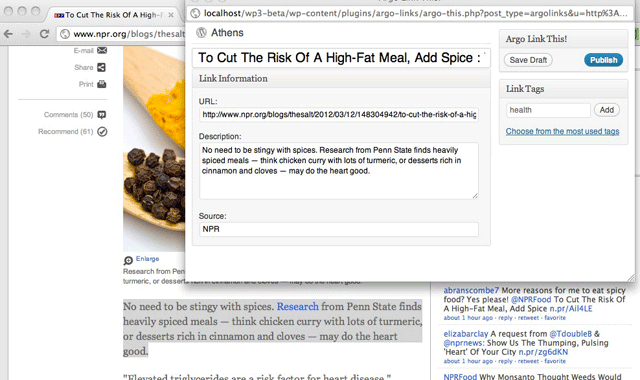 Argo Link This!
To Cut The Risk Of A High-F
www.npr.org/blogs/thesalt
E-mail
Share
Print
Comments (50)
Recommend (61)
Enlarge
Research from Penn
turmeric, or desserts rich in cinnamon and cloves — may do the heart good.
No need to be stingy with spices. Research from Penn State finds
heavily spiced meals — think chicken curry with lots of turmeric,
or desserts rich in cinnamon and cloves — may do the heart
good.
"Elevated triglycerides are a risk factor for heart disease,"
localhost/wp3-beta/wp-content/plugins/argo-links/argo-this.php?post_type=argolinks&u=http%3A...
Athens
To Cut The Risk Of A High-Fat Meal, Add Spice :
Link Information
URL:
http://www.npr.org/blogs/thesalt/2012/03/12/148304942/to-cut-the-risk-of-a-hig
Description:
No need to be stingy with spices. Research from Penn State finds heavily
spiced meals — think chicken curry with lots of turmeric, or desserts rich in
cinnamon and cloves — may do the heart good.
Source:
NPR
Argo Link This!
Save Draft
Publish
Link Tags
health
Add
Choose from the most used tags
abranscombe7 More reasons for me to eat spicy
food? Yes please! @NPRFood To Cut The Risk Of
A High-Fat Meal, Add Spice n.pr/AiI4LE
about 1 hour ago · reply · retweet · favorite
elizabarclay A request from @TdoubleB &
@nprnews: Show Us The Thumping, Pulsing
'Heart' Of Your City n.pr/zg6dKN
about 1 hour ago · reply · retweet · favorite
NPRFood Why Monsanto Thought Weeds Would